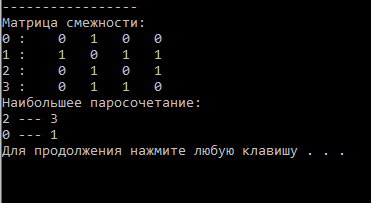 -----------------
Матрица смежности:
0 :    0   1   0   0
1 :    1   0   1   1
2 :    0   1   0   1
3 :    0   1   1   0
Наибольшее паросочетание:
2 --- 3
0 --- 1
Для продолжения нажмите любую клавишу . . .